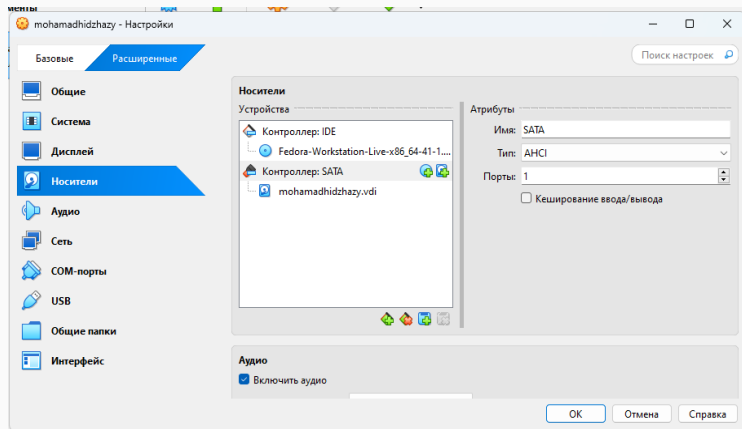 менты
mohamadhidzhazy - Настройки
Базовые
Расширенные
Поиск настроек
Общие
Система
Дисплей
Носители
Аудио
Сеть
COM-порты
USB
Общие папки
Интерфейс
Носители
Устройства
Контроллер: IDE
Fedora-Workstation-Live-x86_64-41-1....
Контроллер: SATA
mohamadhidzhazy.vdi
Атрибуты
Имя: SATA
Тип: AHCI
Порты: 1
Кеширование ввода/вывода
Аудио
Включить аудио
OK
Отмена
Справка